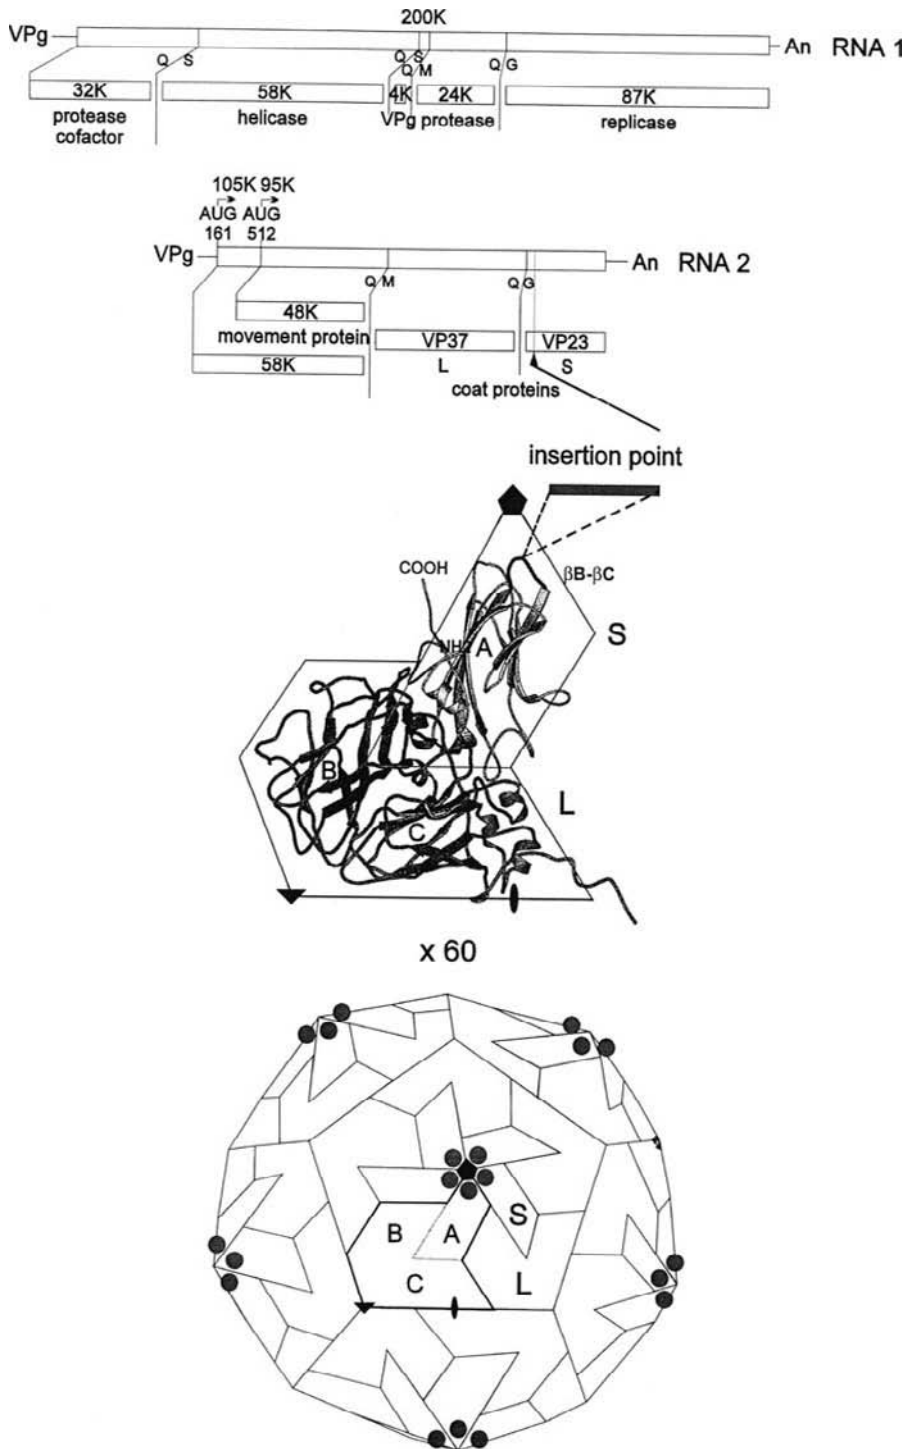 200K
VPg An RNA 1
Q S Q S Q G
Q M
32K 58K 4K 24K 87K
protease helicase VPg protease replicase
cofactor
105K 95K
AUG AUG
161 512
VPg An RNA 2
Q M Q G
48K
movement protein VP37 VP23
58K L S
coat proteins
insertion point
COOH βB-βC
NH2 A S
B
L
C
x 60
S
B A
C L